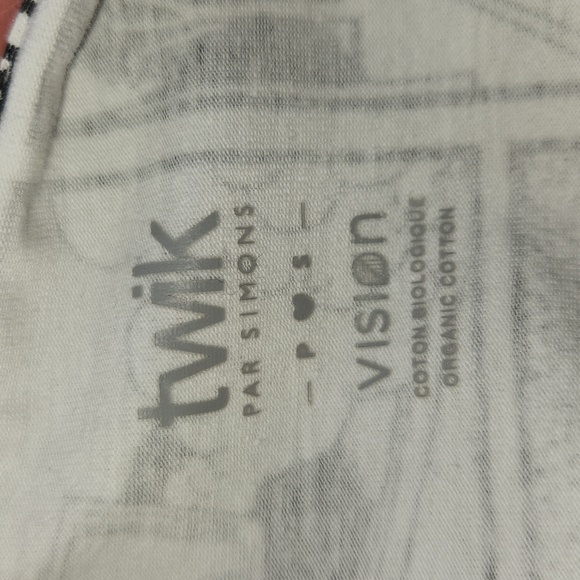 twik
PAR SIMONS
— P ♥ S —
VISION
COTON BIOLOGIQUE
ORGANIC COTTON